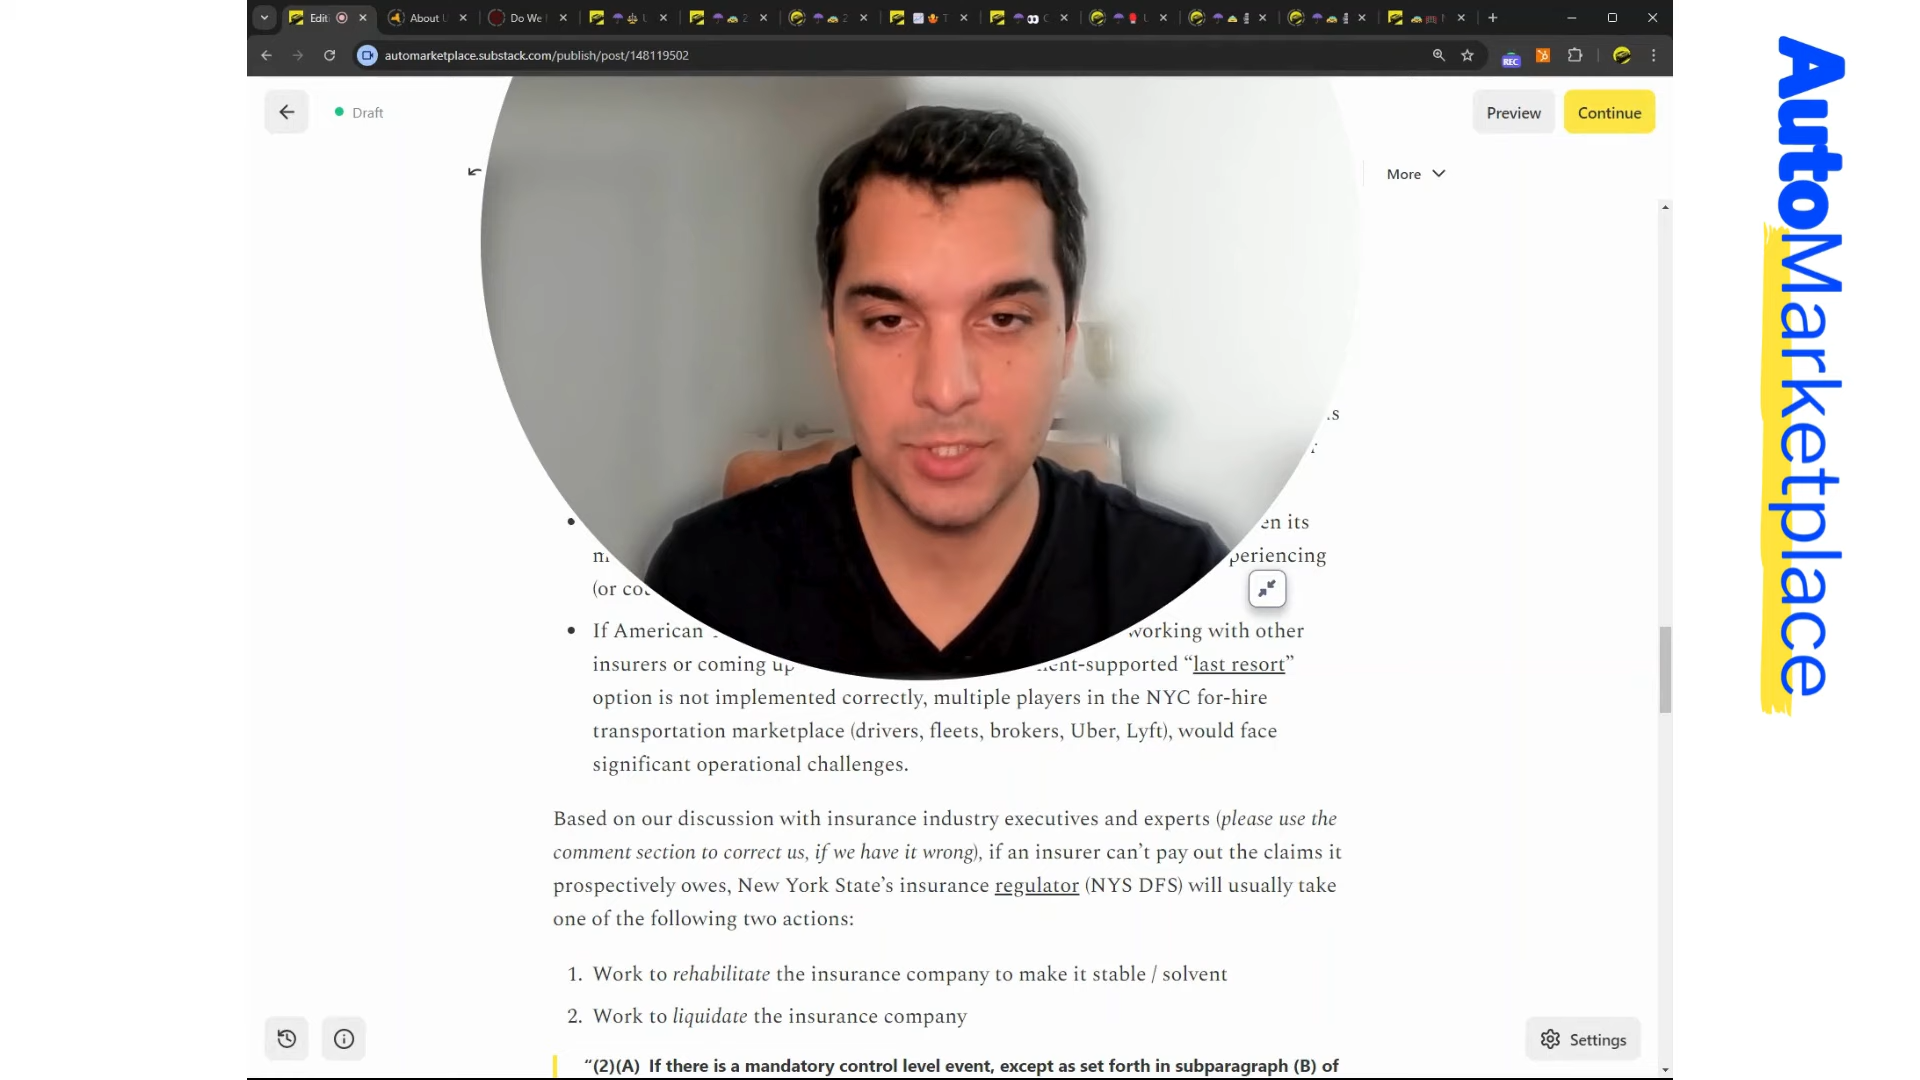 Edit
About
Do We
automarketplace.substack.com/publish/post/148119502
REC
Draft
Preview
Continue
More
en its
periencing
(or
If American working with other
insurers or coming up -supported “last resort”
option is not implemented correctly, multiple players in the NYC for-hire
transportation marketplace (drivers, fleets, brokers, Uber, Lyft), would face
significant operational challenges.
Based on our discussion with insurance industry executives and experts (please use the
comment section to correct us, if we have it wrong), if an insurer can’t pay out the claims it
prospectively owes, New York State’s insurance regulator (NYS DFS) will usually take
one of the following two actions:
1. Work to rehabilitate the insurance company to make it stable / solvent
2. Work to liquidate the insurance company
“(2)(A) If there is a mandatory control level event, except as set forth in subparagraph (B) of
Settings
AutoMarketplace